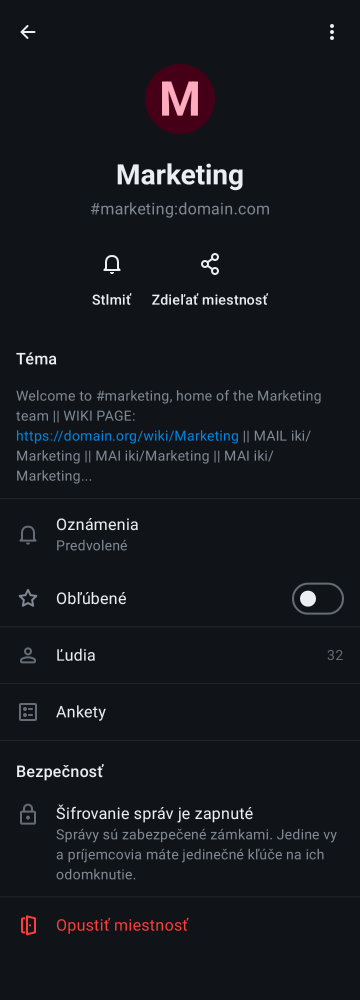 M
Marketing
#marketing:domain.com
Stlmiť
Zdieľať miestnosť
Téma
Welcome to #marketing, home of the Marketing
team || WIKI PAGE:
https://domain.org/wiki/Marketing || MAIL iki/
Marketing || MAI iki/Marketing || MAI iki/
Marketing...
Oznámenia
Predvolené
Obľúbené
Ľudia 32
Ankety
Bezpečnosť
Šifrovanie správ je zapnuté
Správy sú zabezpečené zámkami. Jedine vy
a príjemcovia máte jedinečné kľúče na ich
odomknutie.
Opustiť miestnosť